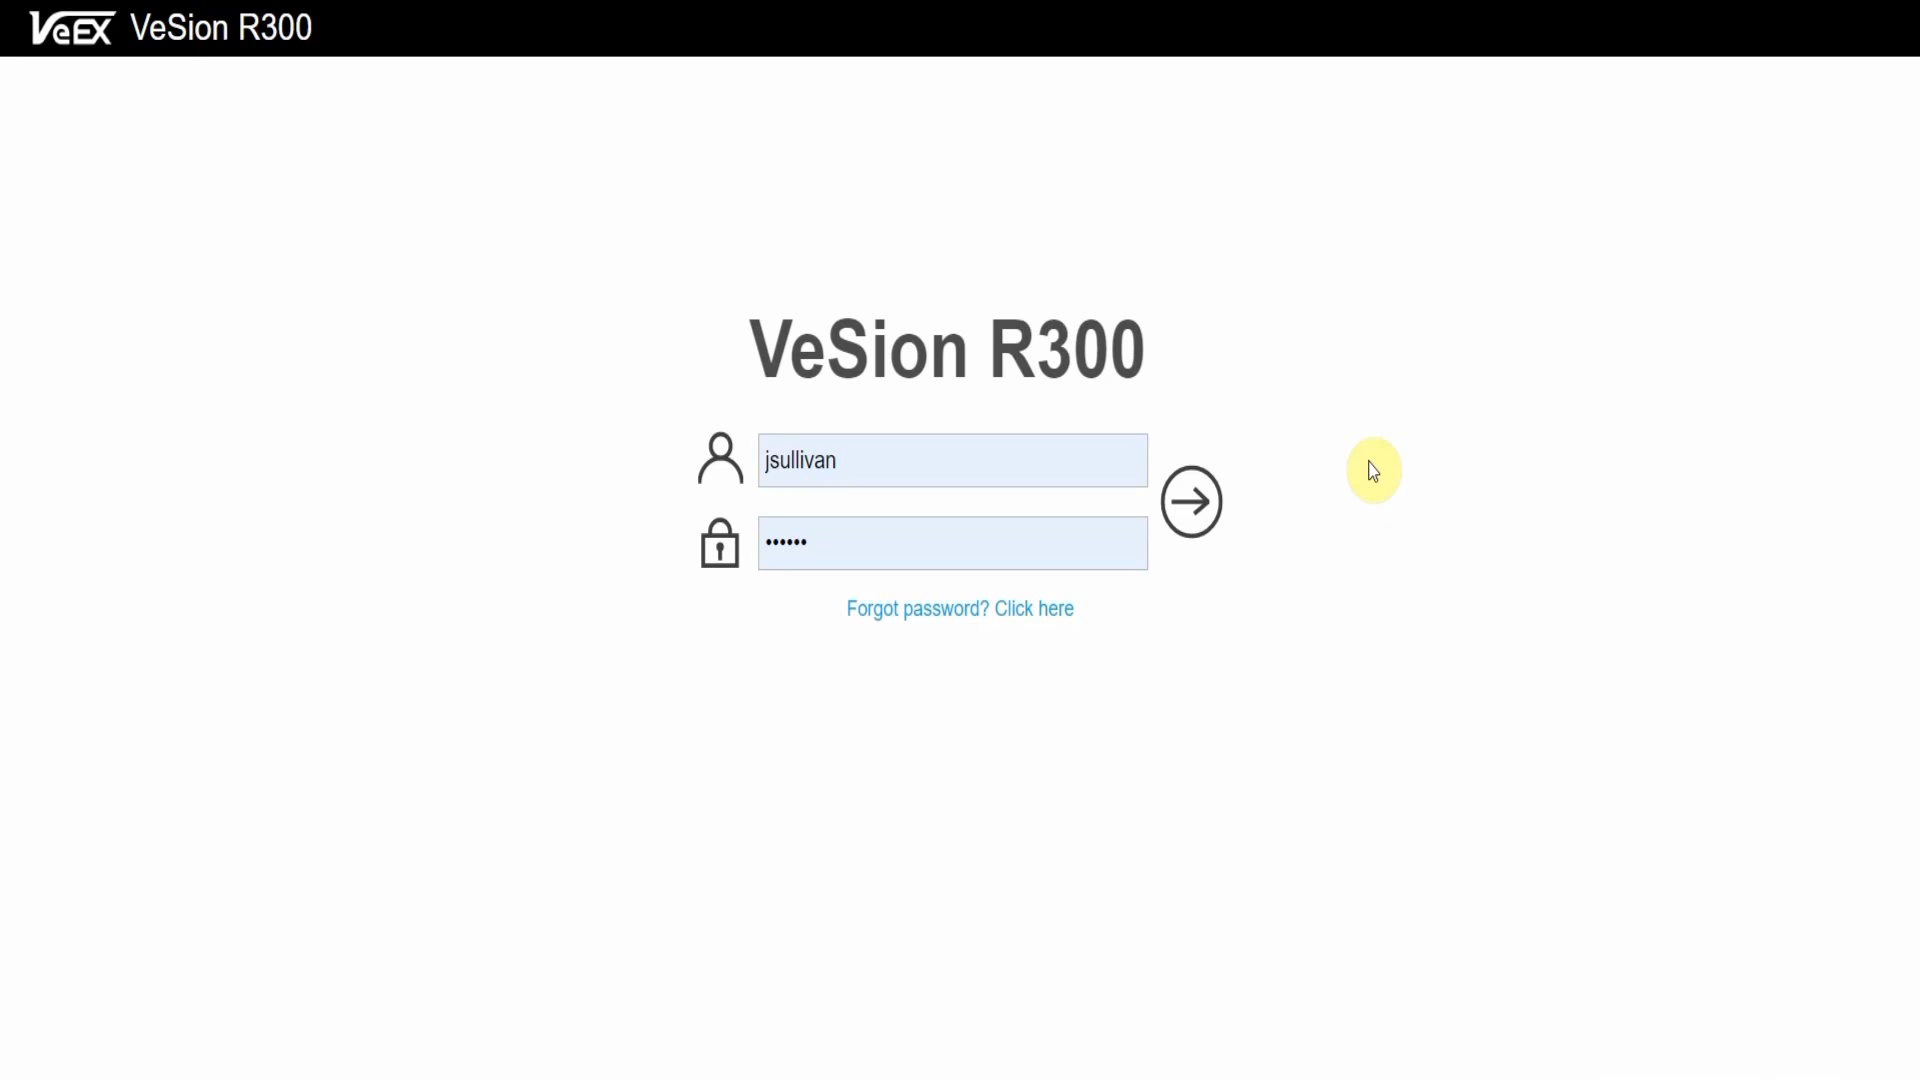 VeEX VeSion R300
VeSion R300
jsullivan
••••••
Forgot password? Click here